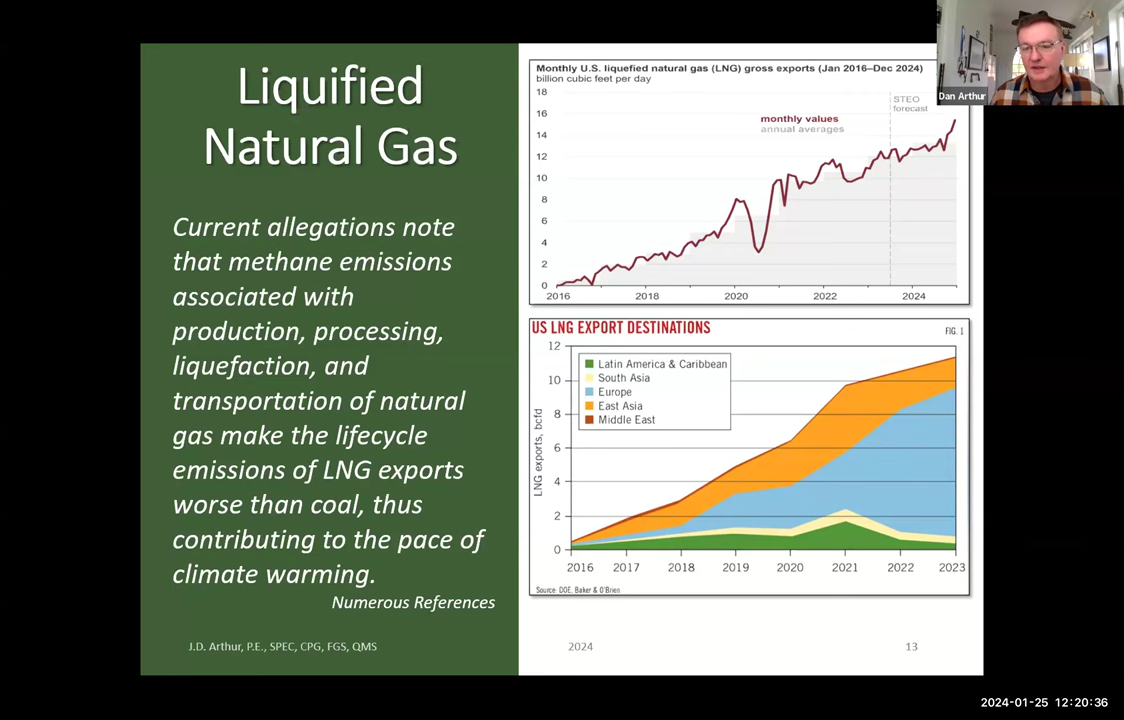 Liquified
Natural Gas
Current allegations note
that methane emissions
associated with
production, processing,
liquefaction, and
transportation of natural
gas make the lifecycle
emissions of LNG exports
worse than coal, thus
contributing to the pace of
climate warming.
Numerous References
J.D. Arthur, P.E., SPEC, CPG, FGS, QMS
Monthly U.S. liquefied natural gas (LNG) gross exports (Jan 2016–Dec 2024)
billion cubic feet per day
18
16
14
12
10
8
6
4
2
0
STEO
forecast
monthly values
annual averages
2016 2018 2020 2022 2024
US LNG EXPORT DESTINATIONS
FIG. 1
LNG exports, bcfd
12
10
8
6
4
2
0
Latin America & Caribbean
South Asia
Europe
East Asia
Middle East
2016 2017 2018 2019 2020 2021 2022 2023
Source: DOE, Baker & O'Brien
2024
13
Dan Arthur
2024-01-25 12:20:36